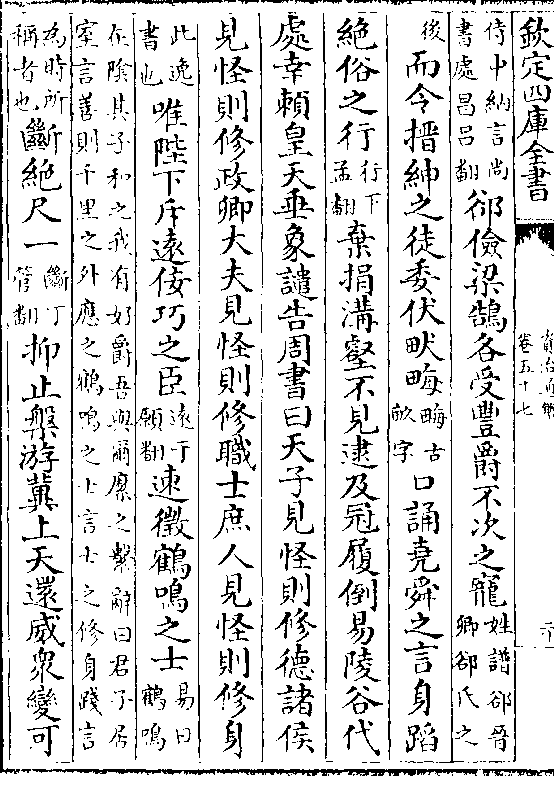 資治通鑑
卷五十七
欽定四庫全書
侍中納言尚書處昌呂翻郤儉梁鵠各受豐爵不次之寵姓譜郤晉卿郤氏之
後而令搢紳之徒委伏畎畮畮古畝字口誦堯舜之言身蹈
絶俗之行行下孟翻棄捐溝壑不見逮及冠履倒易陵谷代
處幸賴皇天垂象譴告周書曰天子見怪則修德諸侯
見怪則修政卿大夫見怪則修職士庶人見怪則修身
此逸書也唯陛下斥遠佞巧之臣遠于願翻速徵鶴鳴之士易曰鶴鳴
在陰其子和之我有好爵吾與爾縻之繫辭曰君子居室言善則千里之外應之鶴鳴之士言士之修身踐言
為時所稱者也斷絶尺一斷丁管翻抑止槃游冀上天還威衆變可